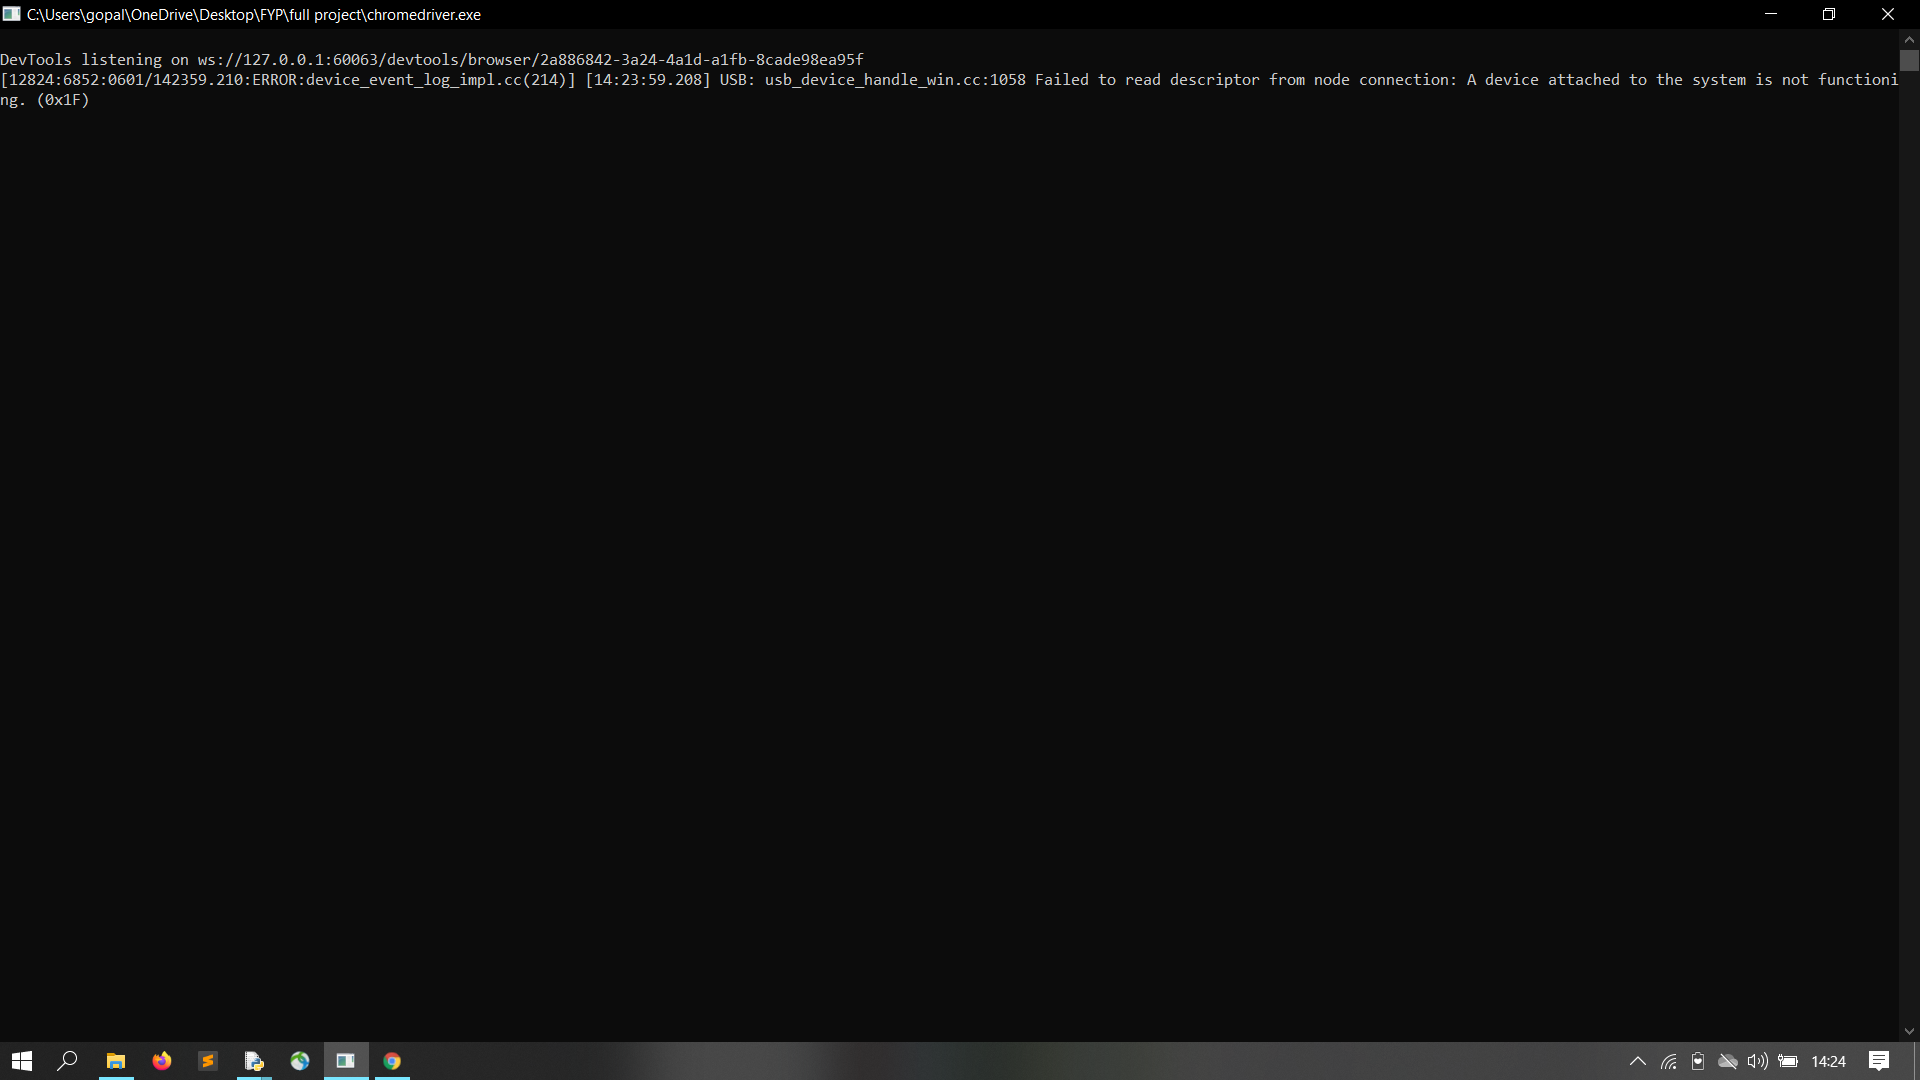 C:\Users\gopal\OneDrive\Desktop\FYP\full project\chromedriver.exe
DevTools listening on ws://127.0.0.1:60063/devtools/browser/2a886842-3a24-4a1d-a1fb-8cade98ea95f
[12824:6852:0601/142359.210:ERROR:device_event_log_impl.cc(214)] [14:23:59.208] USB: usb_device_handle_win.cc:1058 Failed to read descriptor from node connection: A device attached to the system is not functioni
ng. (0x1F)
14:24